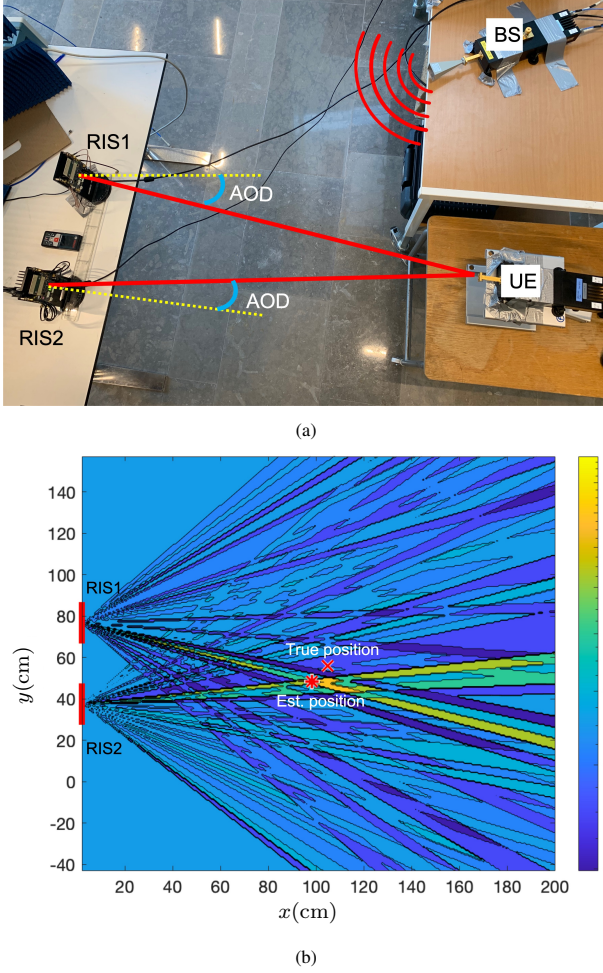 BS
RIS1
AOD
UE
AOD
RIS2
(a)
140
120
100
RIS1
80
True position
60
y(cm)
40
Est. position
RIS2
20
0
-20
-40
20 40 60 80 100 120 140 160 180 200
x(cm)
(b)